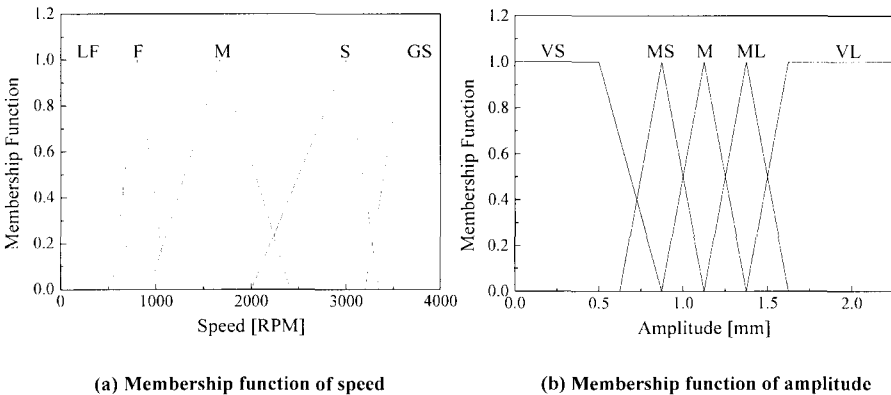 1.2
1.0
0.8
0.6
0.4
0.2
0.0
Membership Function
LF F M S GS
0 1000 2000 3000 4000
Speed [RPM]
(a) Membership function of speed
1.2
1.0
0.8
0.6
0.4
0.2
0.0
Membership Function
VS MS M ML VL
0.0 0.5 1.0 1.5 2.0
Amplitude [mm]
(b) Membership function of amplitude